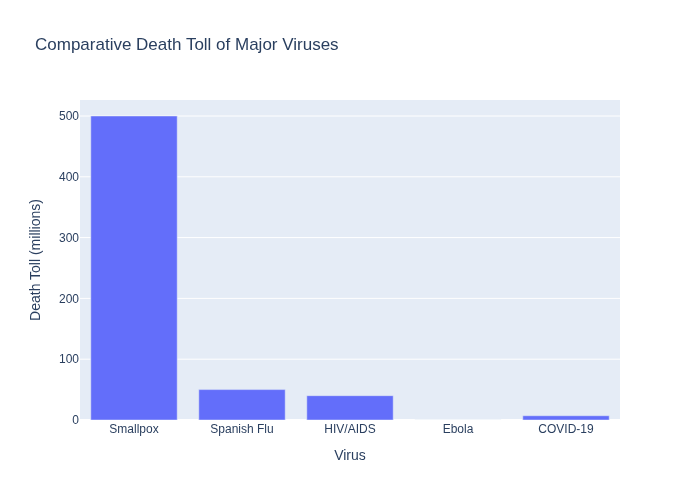 Comparative Death Toll of Major Viruses
Death Toll (millions)
500
400
300
200
100
0
Smallpox Spanish Flu HIV/AIDS Ebola COVID-19
Virus